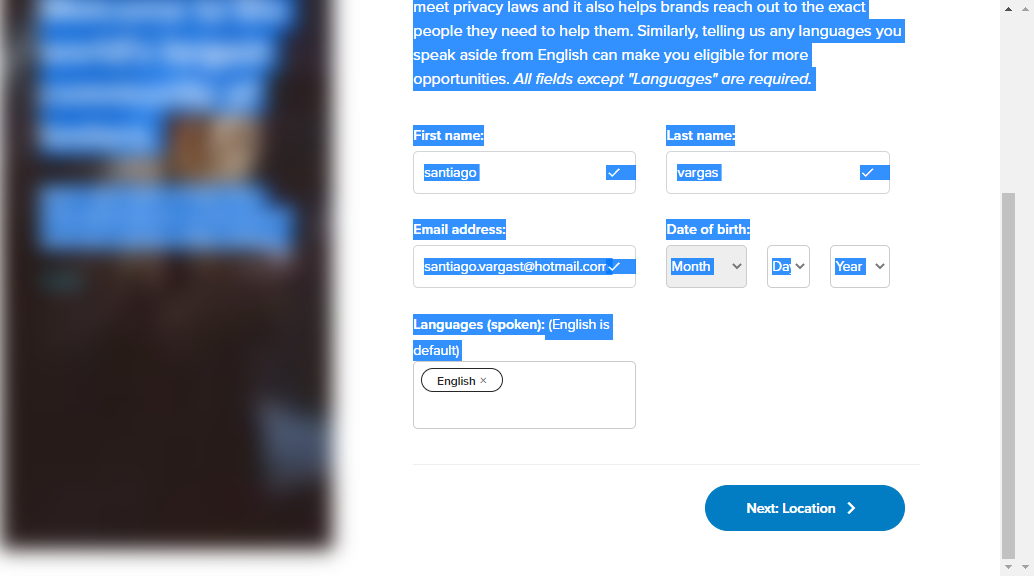 meet privacy laws and it also helps brands reach out to the exact
people they need to help them. Similarly, telling us any languages you
speak aside from English can make you eligible for more
opportunities. All fields except "Languages" are required.
First name: Last name:
santiago vargas
Email address: Date of birth:
santiago.vargast@hotmail.com Month Day Year
Languages (spoken): (English is
default)
English ×
Next: Location